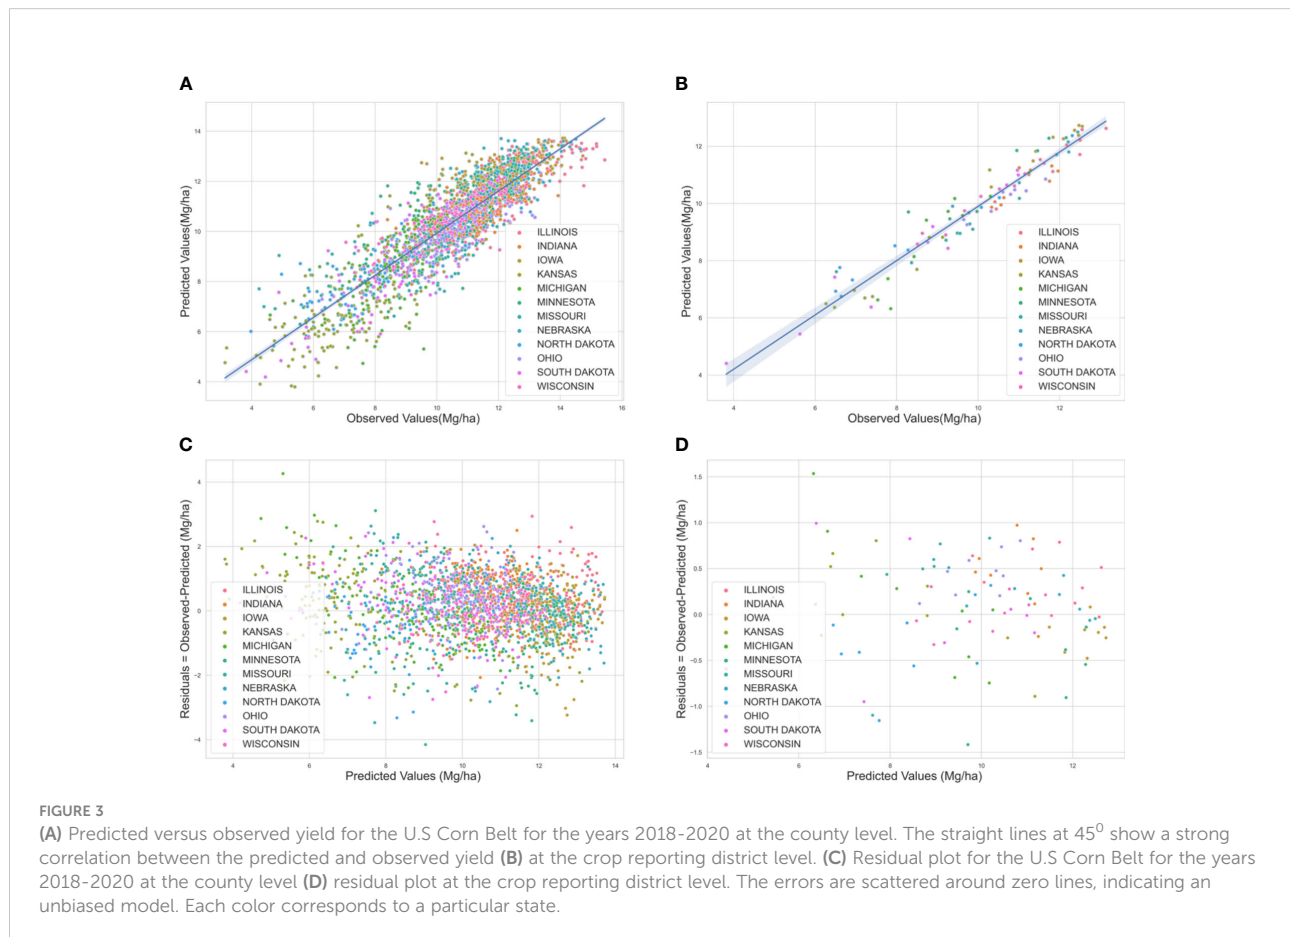 A
B
Predicted Values(Mg/ha)
14
12
10
8
6
4
ILLINOIS
INDIANA
IOWA
KANSAS
MICHIGAN
MINNESOTA
MISSOURI
NEBRASKA
NORTH DAKOTA
OHIO
SOUTH DAKOTA
WISCONSIN
4 6 8 10 12 14 16
Observed Values(Mg/ha)
Predicted Values(Mg/ha)
12
10
8
6
4
ILLINOIS
INDIANA
IOWA
KANSAS
MICHIGAN
MINNESOTA
MISSOURI
NEBRASKA
NORTH DAKOTA
OHIO
SOUTH DAKOTA
WISCONSIN
4 6 8 10 12
Observed Values(Mg/ha)
C
D
Residuals = Observed-Predicted (Mg/ha)
4
2
0
−2
−4
ILLINOIS
INDIANA
IOWA
KANSAS
MICHIGAN
MINNESOTA
MISSOURI
NEBRASKA
NORTH DAKOTA
OHIO
SOUTH DAKOTA
WISCONSIN
4 6 8 10 12 14
Predicted Values (Mg/ha)
Residuals = Observed-Predicted (Mg/ha)
1.5
1.0
0.5
0.0
−0.5
−1.0
−1.5
ILLINOIS
INDIANA
IOWA
KANSAS
MICHIGAN
MINNESOTA
MISSOURI
NEBRASKA
NORTH DAKOTA
OHIO
SOUTH DAKOTA
WISCONSIN
4 6 8 10 12
Predicted Values (Mg/ha)
FIGURE 3
(A) Predicted versus observed yield for the U.S Corn Belt for the years 2018-2020 at the county level. The straight lines at 45⁰ show a strong
correlation between the predicted and observed yield (B) at the crop reporting district level. (C) Residual plot for the U.S Corn Belt for the years
2018-2020 at the county level (D) residual plot at the crop reporting district level. The errors are scattered around zero lines, indicating an
unbiased model. Each color corresponds to a particular state.